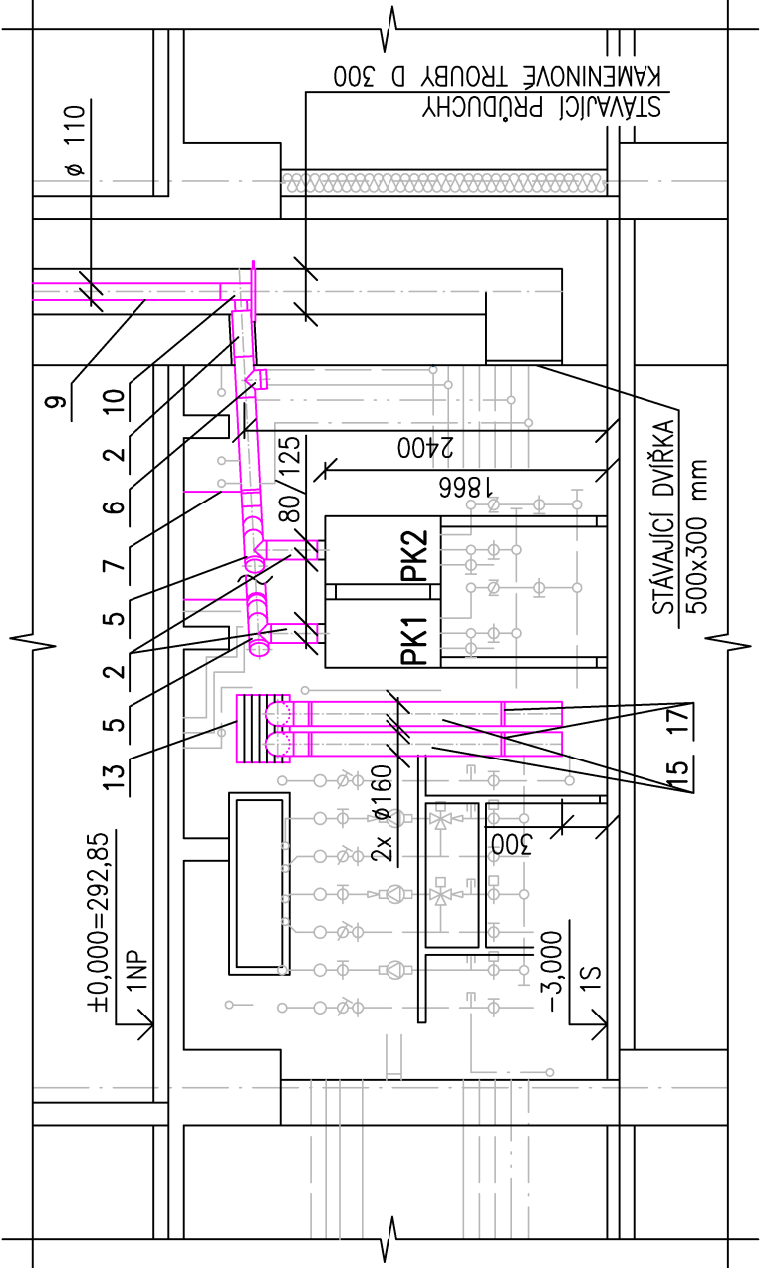 STÁVAJÍCÍ PRŮDUCHY
KAMENINOVÉ TROUBY D 300
ø 110
9
10
2
6
7
5
2
5
13
80/125
2400
1866
PK2
PK1
STÁVAJÍCÍ DVÍŘKA
500x300 mm
2x ø160
15
17
300
±0,000=292,85
1NP
-3,000
1S